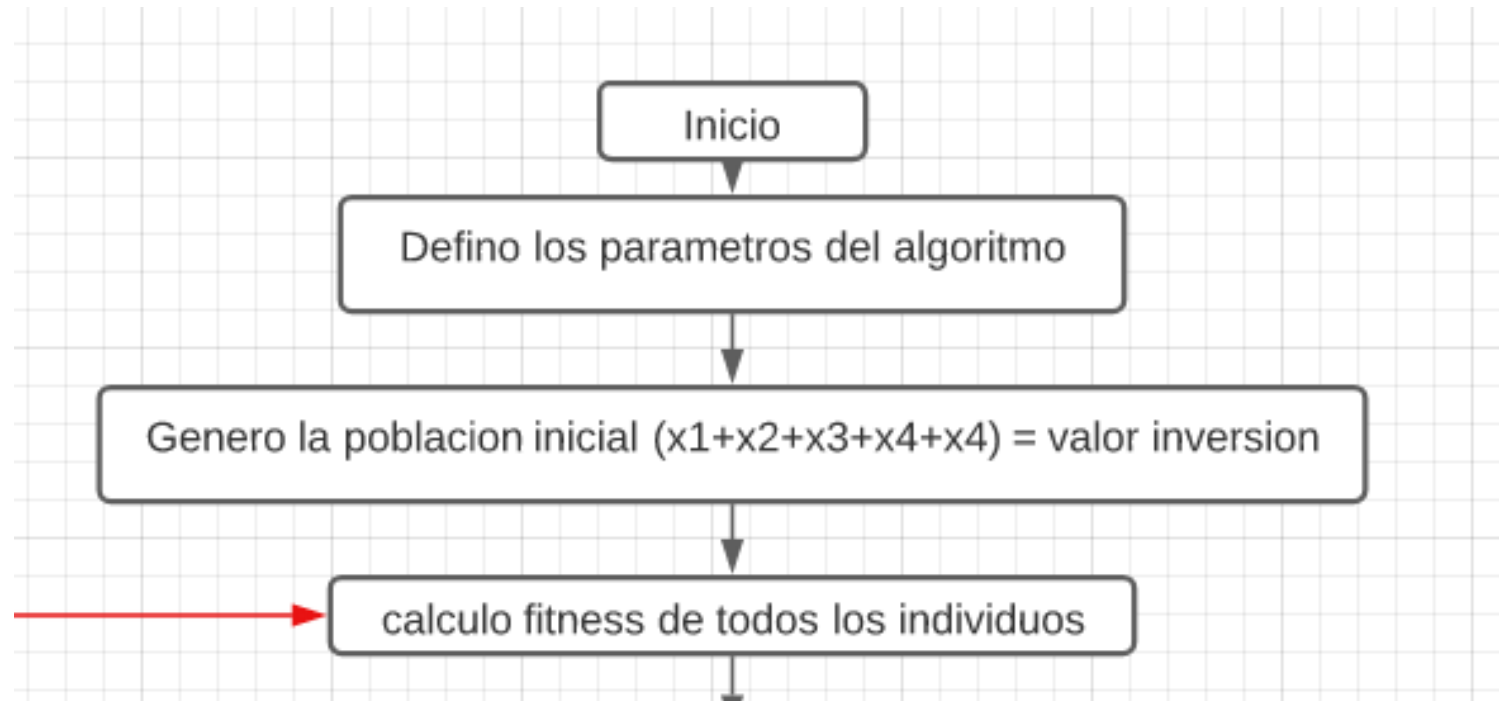 Inicio
Defino los parametros del algoritmo
Genero la poblacion inicial (x1+x2+x3+x4+x4) = valor inversion
calculo fitness de todos los individuos